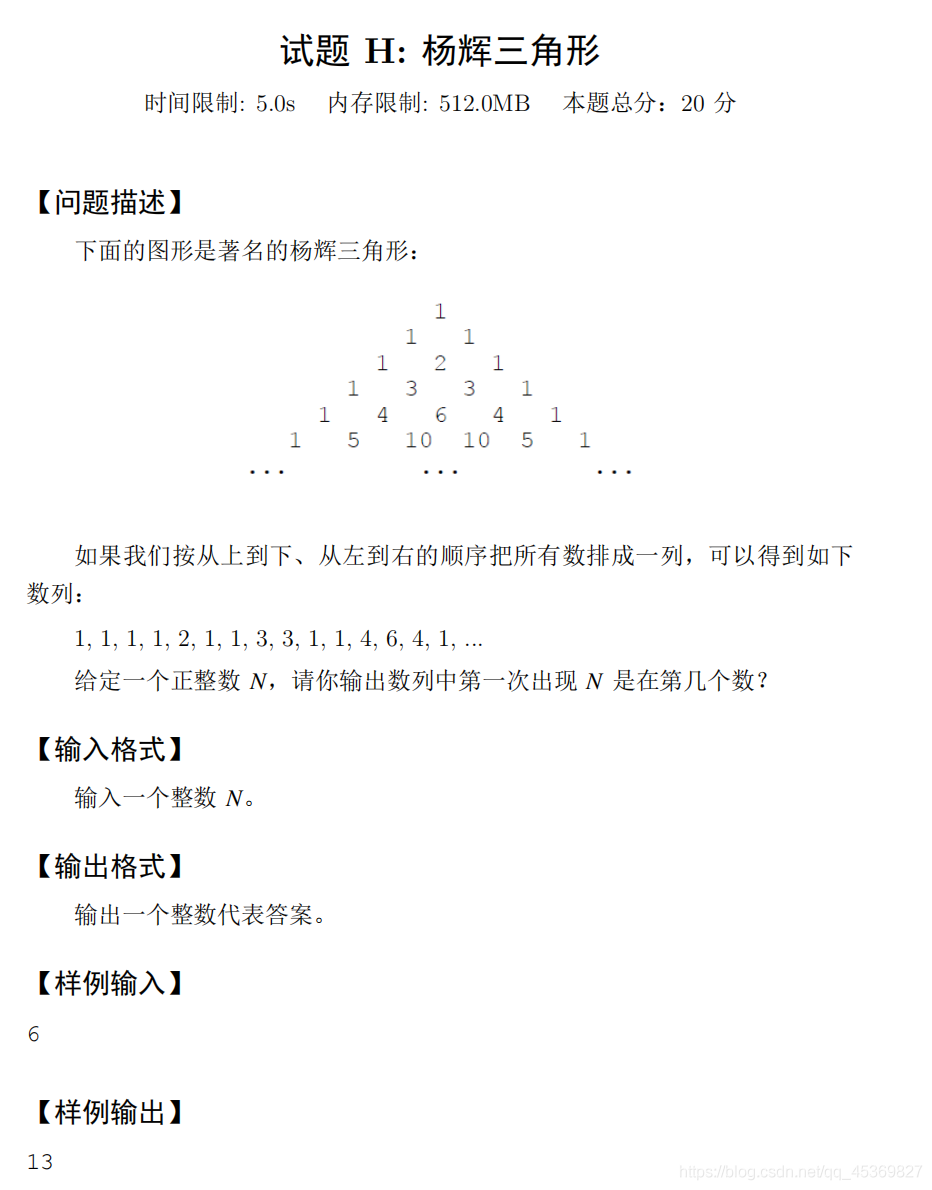 试题 H: 杨辉三角形
时间限制: 5.0s 内存限制: 512.0MB 本题总分：20 分
【问题描述】
下面的图形是著名的杨辉三角形：
1
1 1
1 2 1
1 3 3 1
1 4 6 4 1
1 5 10 10 5 1
... ... ...
如果我们按从上到下、从左到右的顺序把所有数排成一列，可以得到如下
数列：
1, 1, 1, 1, 2, 1, 1, 3, 3, 1, 1, 4, 6, 4, 1, ...
给定一个正整数 N，请你输出数列中第一次出现 N 是在第几个数？
【输入格式】
输入一个整数 N。
【输出格式】
输出一个整数代表答案。
【样例输入】
6
【样例输出】
13
https://blog.csdn.net/qq_45369827